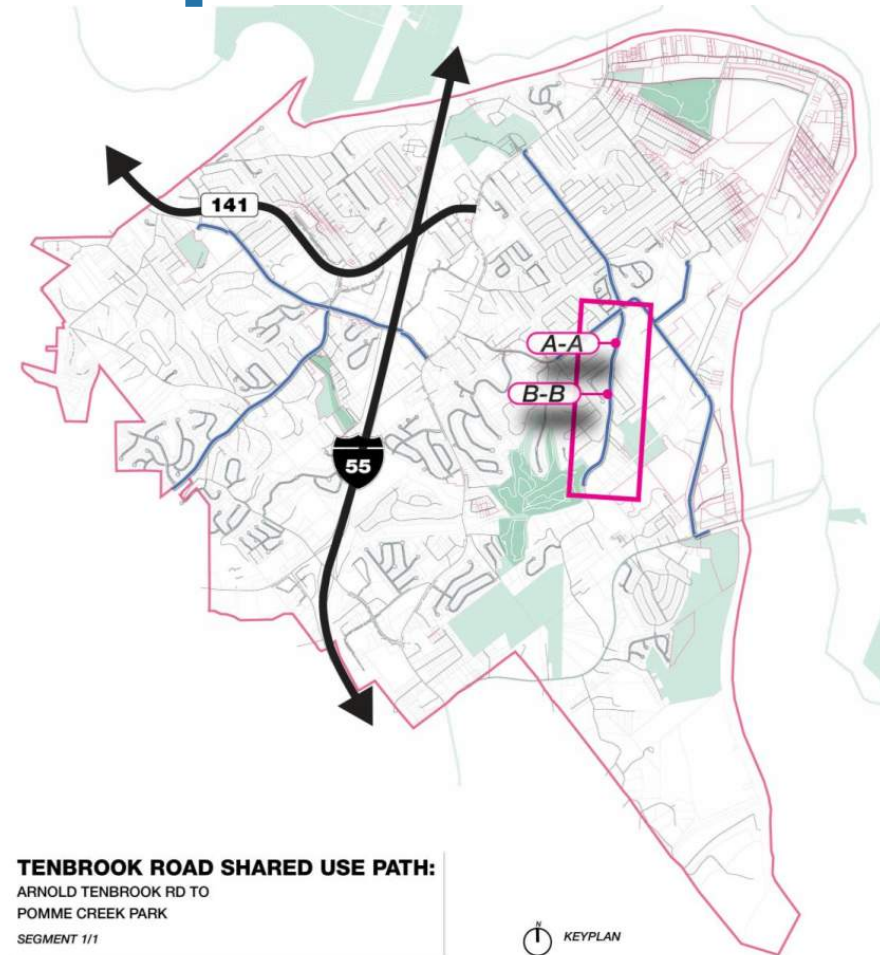 141
A-A
B-B
55
TENBROOK ROAD SHARED USE PATH:
ARNOLD TENBROOK RD TO
POMME CREEK PARK
SEGMENT 1/1
N
KEYPLAN